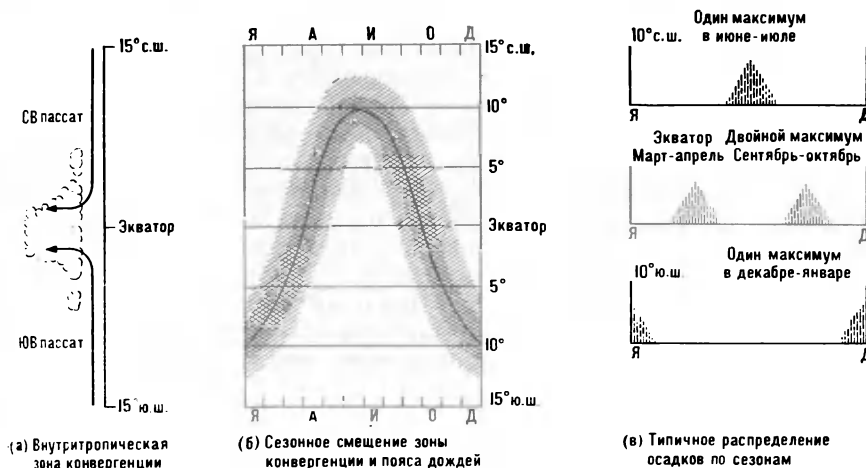 15° с.ш.
СВ пассат
Экватор
ЮВ пассат
15° ю.ш.
(а) Внутритропическая
зона конвергенции
Я А И О Д
15° с.ш.
10°
5°
Экватор
5°
10°
15° ю.ш.
Я А И О Д
(б) Сезонное смещение зоны
конвергенции и пояса дождей
Один максимум
10° с.ш. в июне-июле
Я Д
Экватор Двойной максимум
Март-апрель Сентябрь-октябрь
Я Д
Один максимум
10° ю.ш. в декабре-январе
Я Д
(в) Типичное распределение
осадков по сезонам